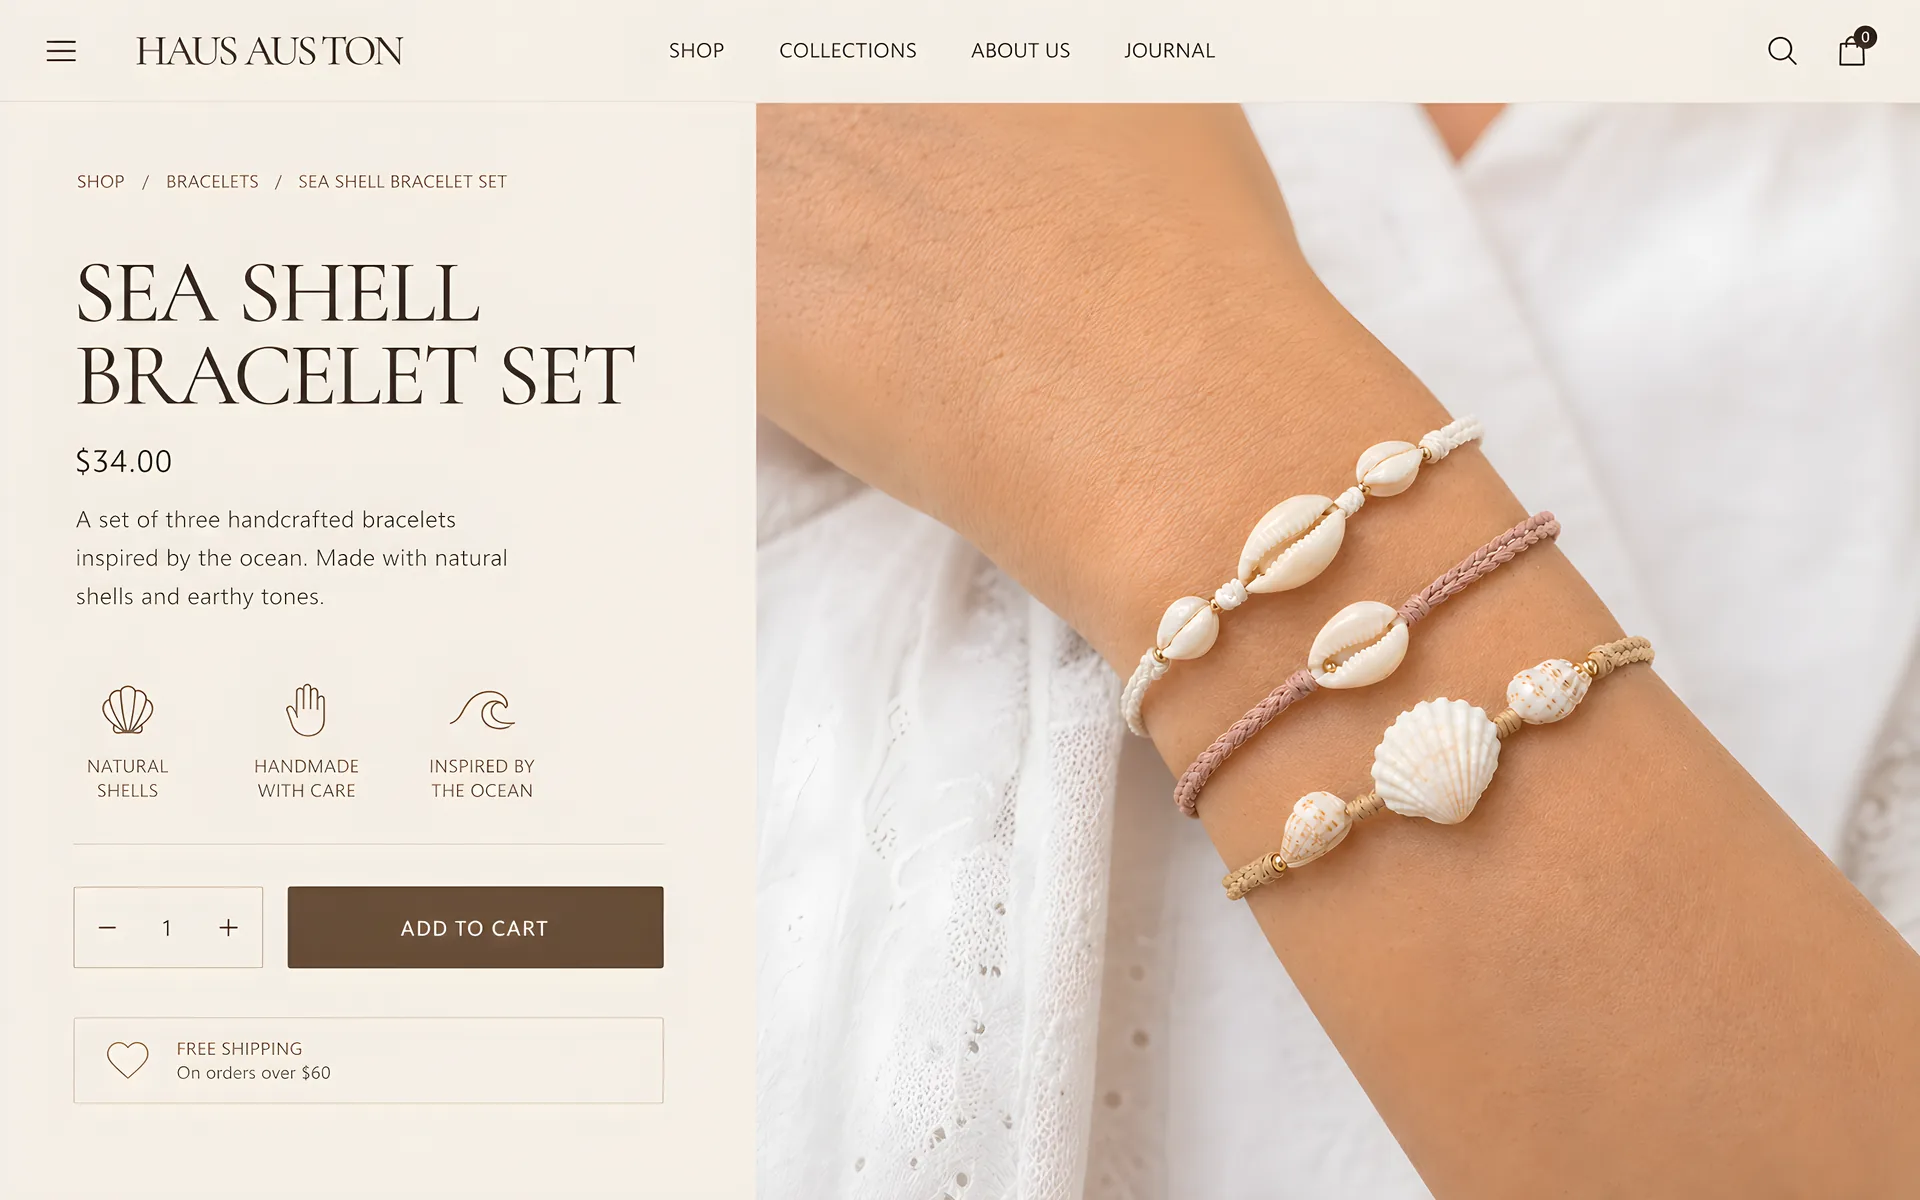 HAUS AUSTON
SHOP
COLLECTIONS
ABOUT US
JOURNAL
0
SHOP / BRACELETS / SEA SHELL BRACELET SET
SEA SHELL
BRACELET SET
$34.00
A set of three handcrafted bracelets
inspired by the ocean. Made with natural
shells and earthy tones.
NATURAL
SHELLS
HANDMADE
WITH CARE
INSPIRED BY
THE OCEAN
− 1 +
ADD TO CART
FREE SHIPPING
On orders over $60